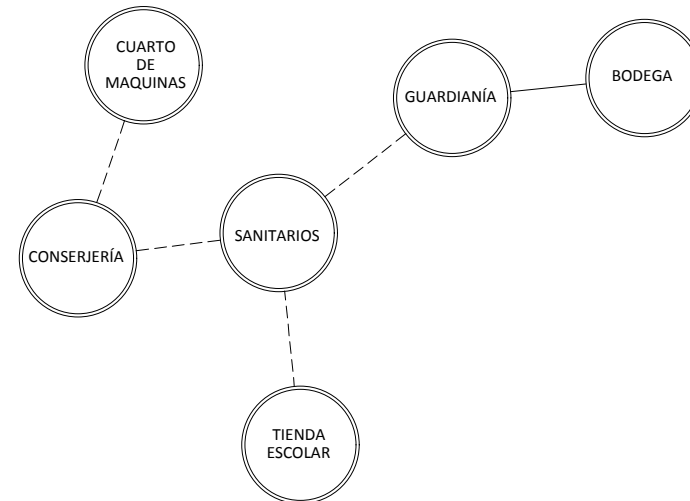 CUARTO
DE
MAQUINAS
GUARDIANÍA
BODEGA
CONSERJERÍA
SANITARIOS
TIENDA
ESCOLAR